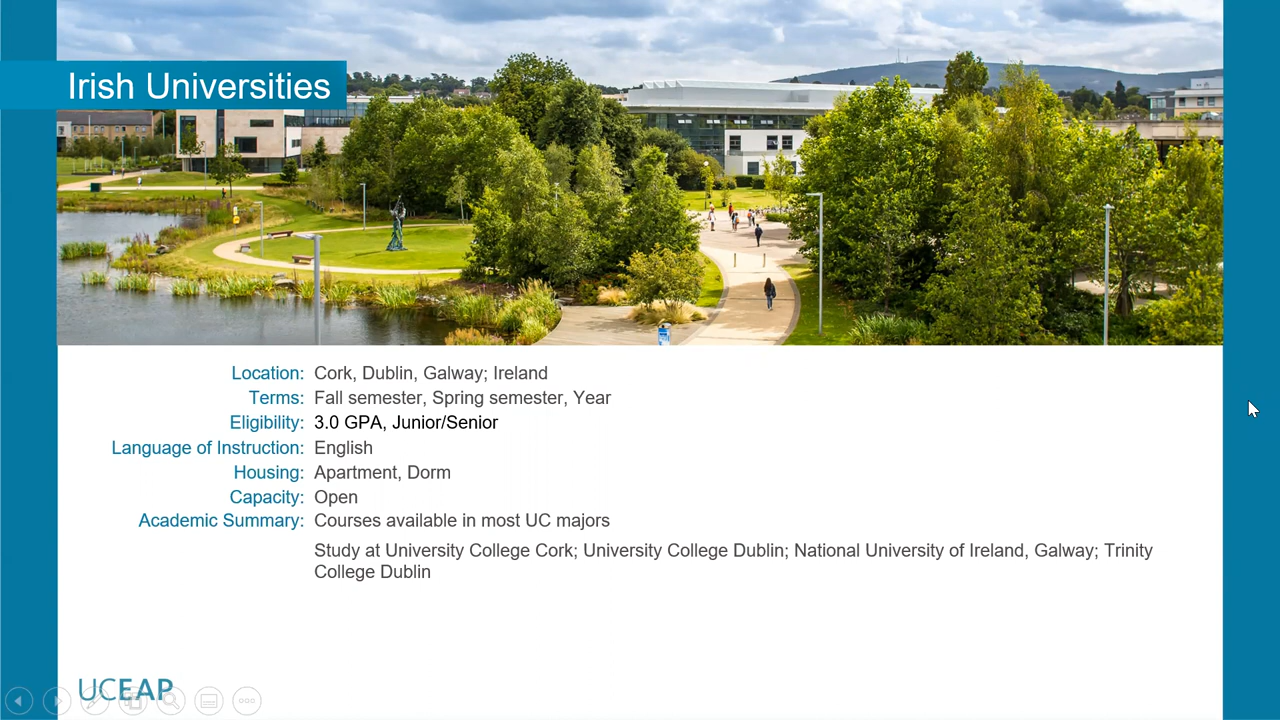 Irish Universities
Location: Cork, Dublin, Galway; Ireland
Terms: Fall semester, Spring semester, Year
Eligibility: 3.0 GPA, Junior/Senior
Language of Instruction: English
Housing: Apartment, Dorm
Capacity: Open
Academic Summary: Courses available in most UC majors
Study at University College Cork; University College Dublin; National University of Ireland, Galway; Trinity
College Dublin
UCEAP